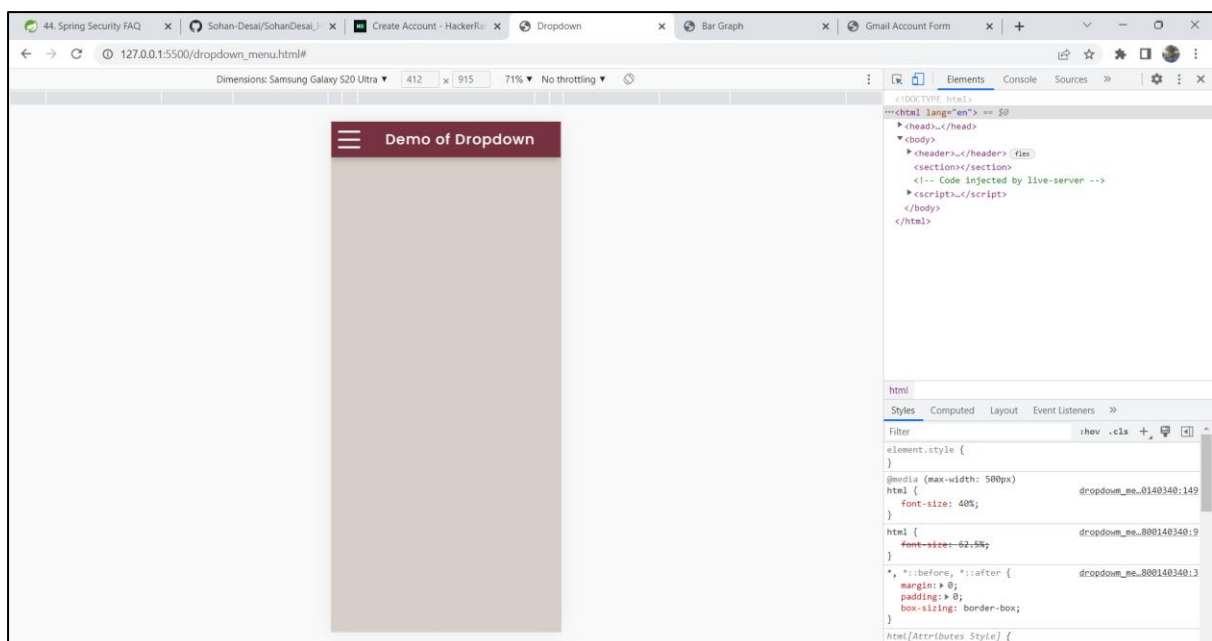 44. Spring Security FAQ
Sohan-Desai/SohanDesai_H
Create Account - HackerRa
Dropdown
Bar Graph
Gmail Account Form
127.0.0.1:5500/dropdown_menu.html#
Dimensions: Samsung Galaxy S20 Ultra ▼ 412 x 915 71% ▼ No throttling ▼
Elements Console Sources »
Demo of Dropdown
<!DOCTYPE html>
···<html lang="en"> == $0
▶<head>…</head>
▼<body>
▶<header>…</header> flex
<section></section>
<!-- Code injected by live-server -->
▶<script>…</script>
</body>
</html>
html
Styles Computed Layout Event Listeners »
Filter :hov .cls +
element.style {
}
@media (max-width: 500px)
html { dropdowm_me…0140340:149
font-size: 40%;
}
html { dropdowm_me…800140340:9
font-size: 62.5%;
}
*, *::before, *::after { dropdowm_me…800140340:3
margin:▶ 0;
padding:▶ 0;
box-sizing: border-box;
}
html[Attributes Style] {